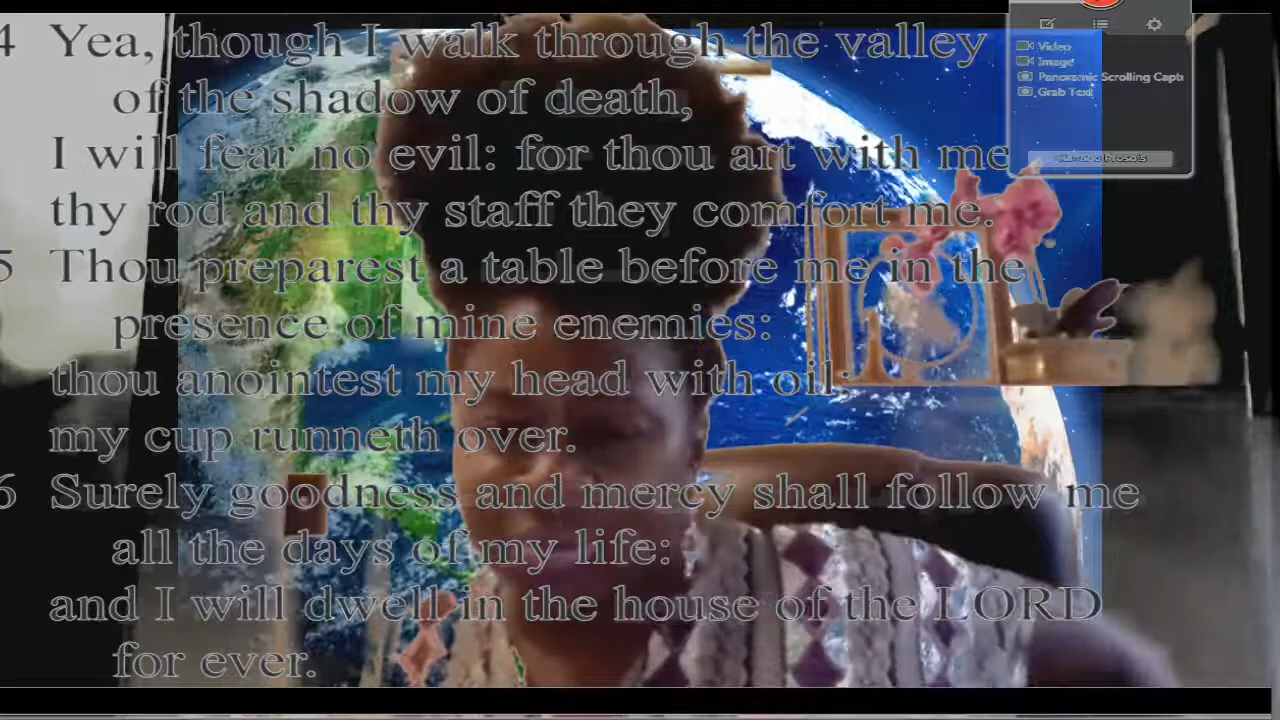 4 Yea, though I walk through the valley
of the shadow of death,
I will fear no evil: for thou art with me
thy rod and thy staff they comfort me.
5 Thou preparest a table before me in the
presence of mine enemies:
thou anointest my head with oil;
my cup runneth over.
6 Surely goodness and mercy shall follow me
all the days of my life:
and I will dwell in the house of the LORD
for ever.
Video
Image
Panoramic Scrolling Captu
Grab Text